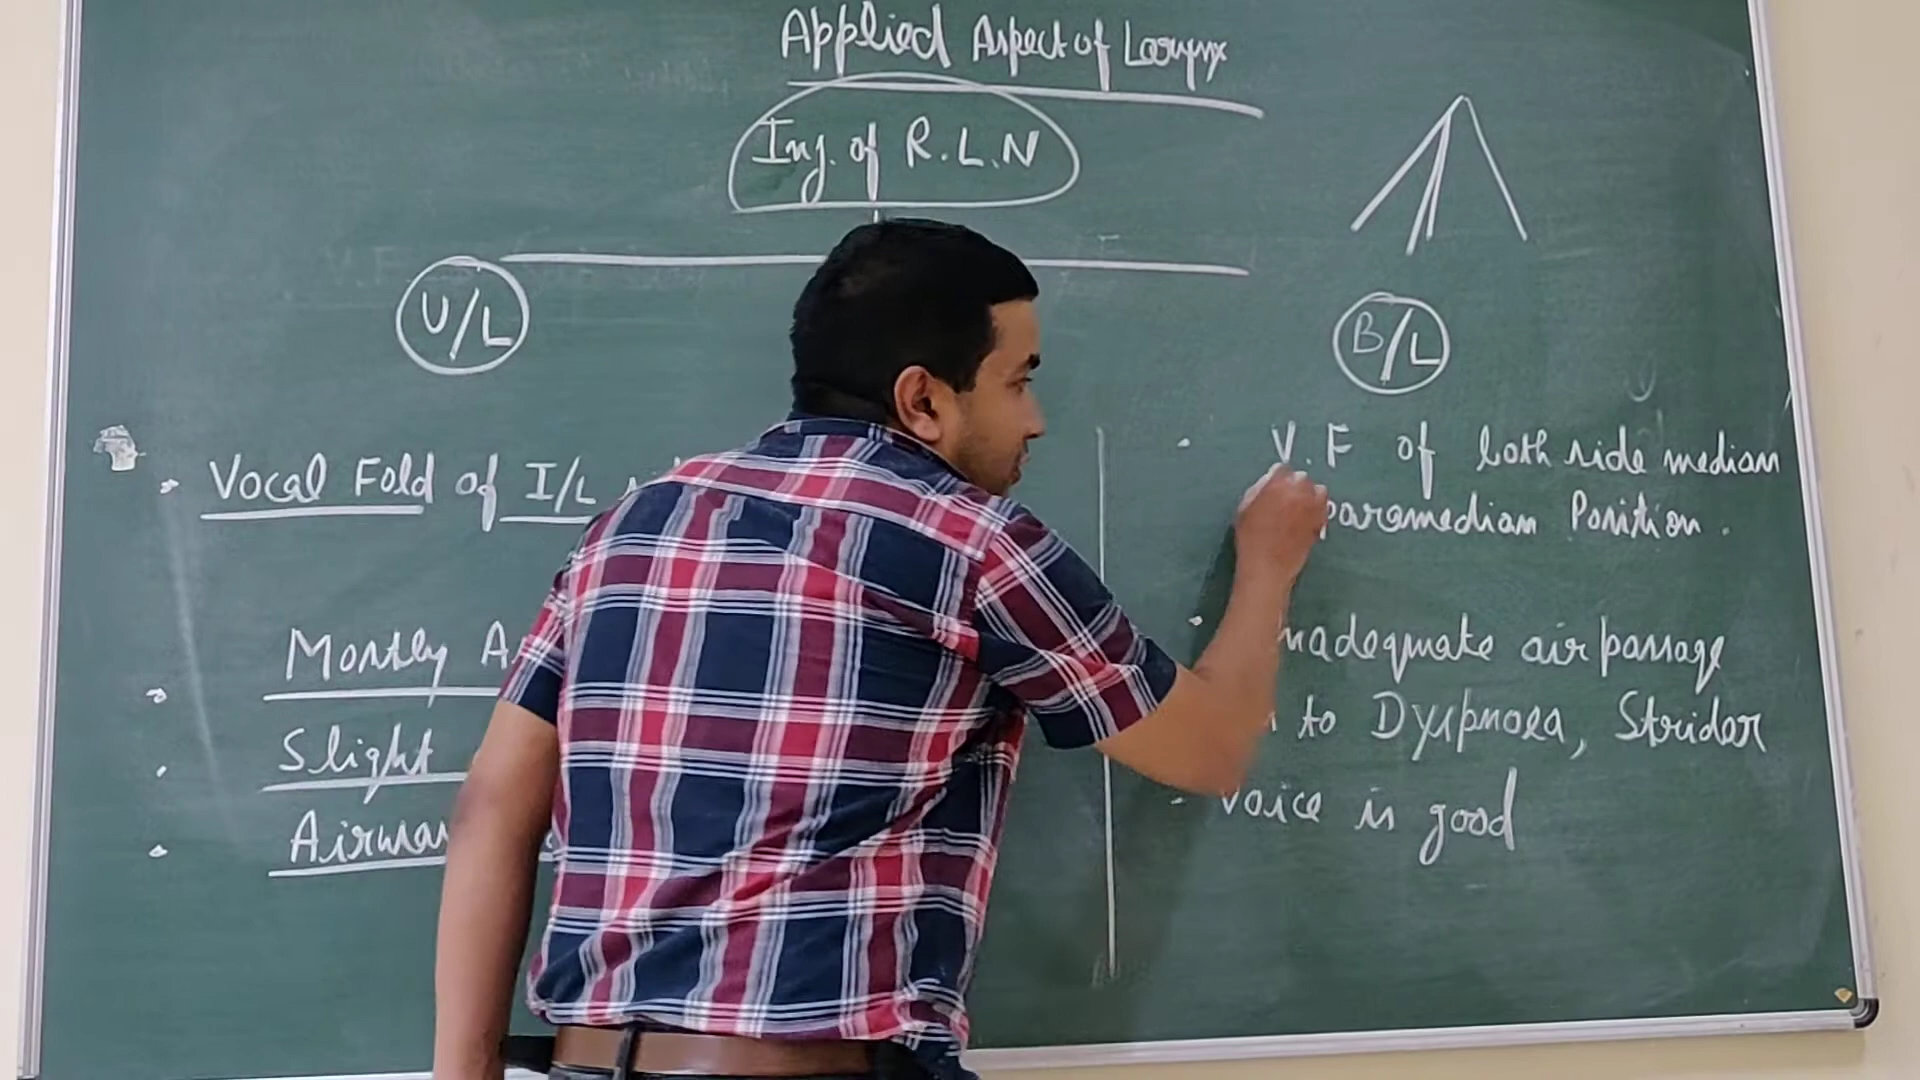 Applied Aspect of Larynx
Inj. of R.L.N
U/L
B/L
Vocal Fold of I/L
Mostly
Slight
V.F of both side median
paramedian Position.
Inadequate air passage
to Dyspnoea, Stridor
Voice is good